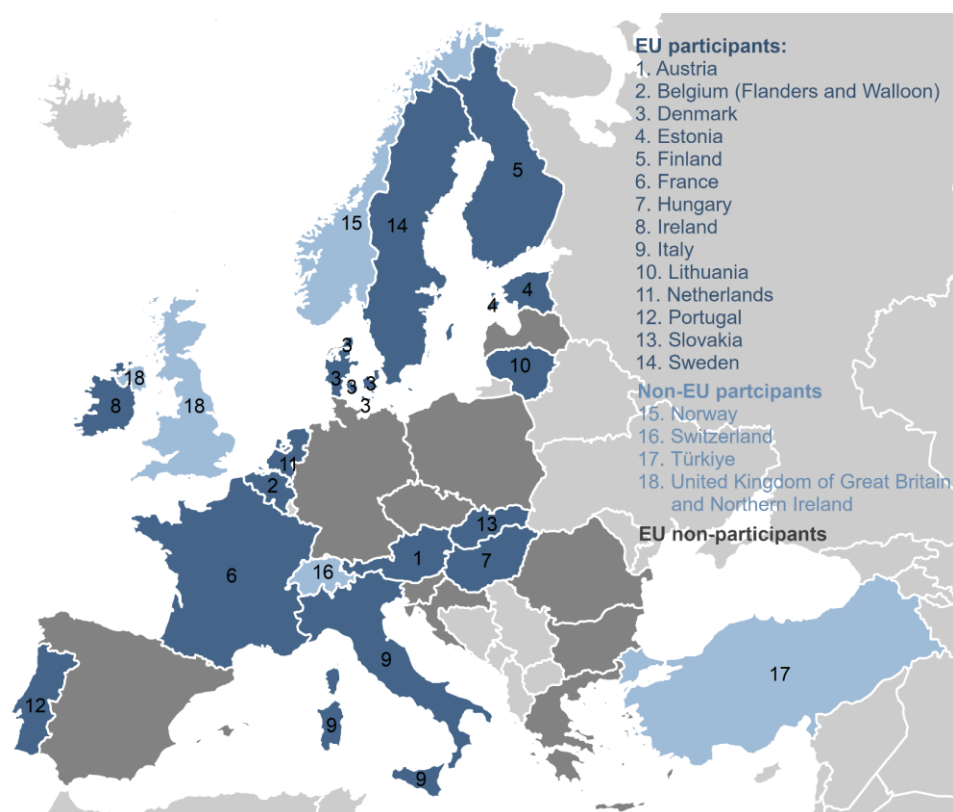 EU participants:
1. Austria
2. Belgium (Flanders and Walloon)
3. Denmark
4. Estonia
5. Finland
6. France
7. Hungary
8. Ireland
9. Italy
10. Lithuania
11. Netherlands
12. Portugal
13. Slovakia
14. Sweden
Non-EU partcipants
15. Norway
16. Switzerland
17. Türkiye
18. United Kingdom of Great Britain
and Northern Ireland
EU non-participants
5
15
14
4
4
3
10
3
3
3
3
18
8
18
11
2
13
1
7
6
16
9
17
12
9
9